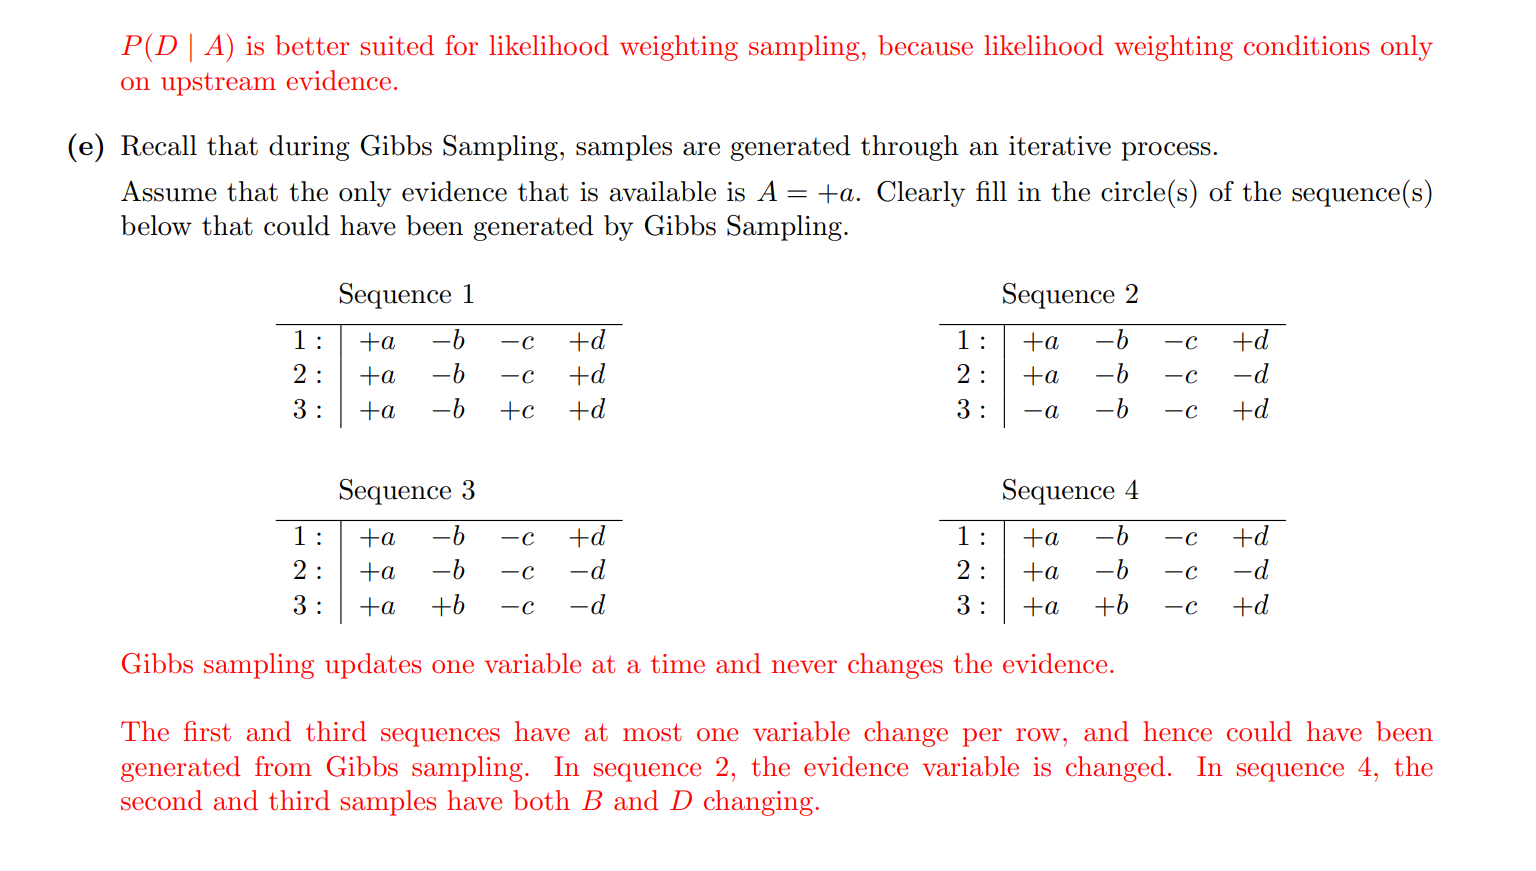 P(D | A) is better suited for likelihood weighting sampling, because likelihood weighting conditions only
on upstream evidence.
(e) Recall that during Gibbs Sampling, samples are generated through an iterative process.
Assume that the only evidence that is available is A = +a. Clearly fill in the circle(s) of the sequence(s)
below that could have been generated by Gibbs Sampling.
Sequence 1
1 : +a −b −c +d
2 : +a −b −c +d
3 : +a −b +c +d
Sequence 2
1 : +a −b −c +d
2 : +a −b −c −d
3 : −a −b −c +d
Sequence 3
1 : +a −b −c +d
2 : +a −b −c −d
3 : +a +b −c −d
Sequence 4
1 : +a −b −c +d
2 : +a −b −c −d
3 : +a +b −c +d
Gibbs sampling updates one variable at a time and never changes the evidence.
The first and third sequences have at most one variable change per row, and hence could have been
generated from Gibbs sampling. In sequence 2, the evidence variable is changed. In sequence 4, the
second and third samples have both B and D changing.